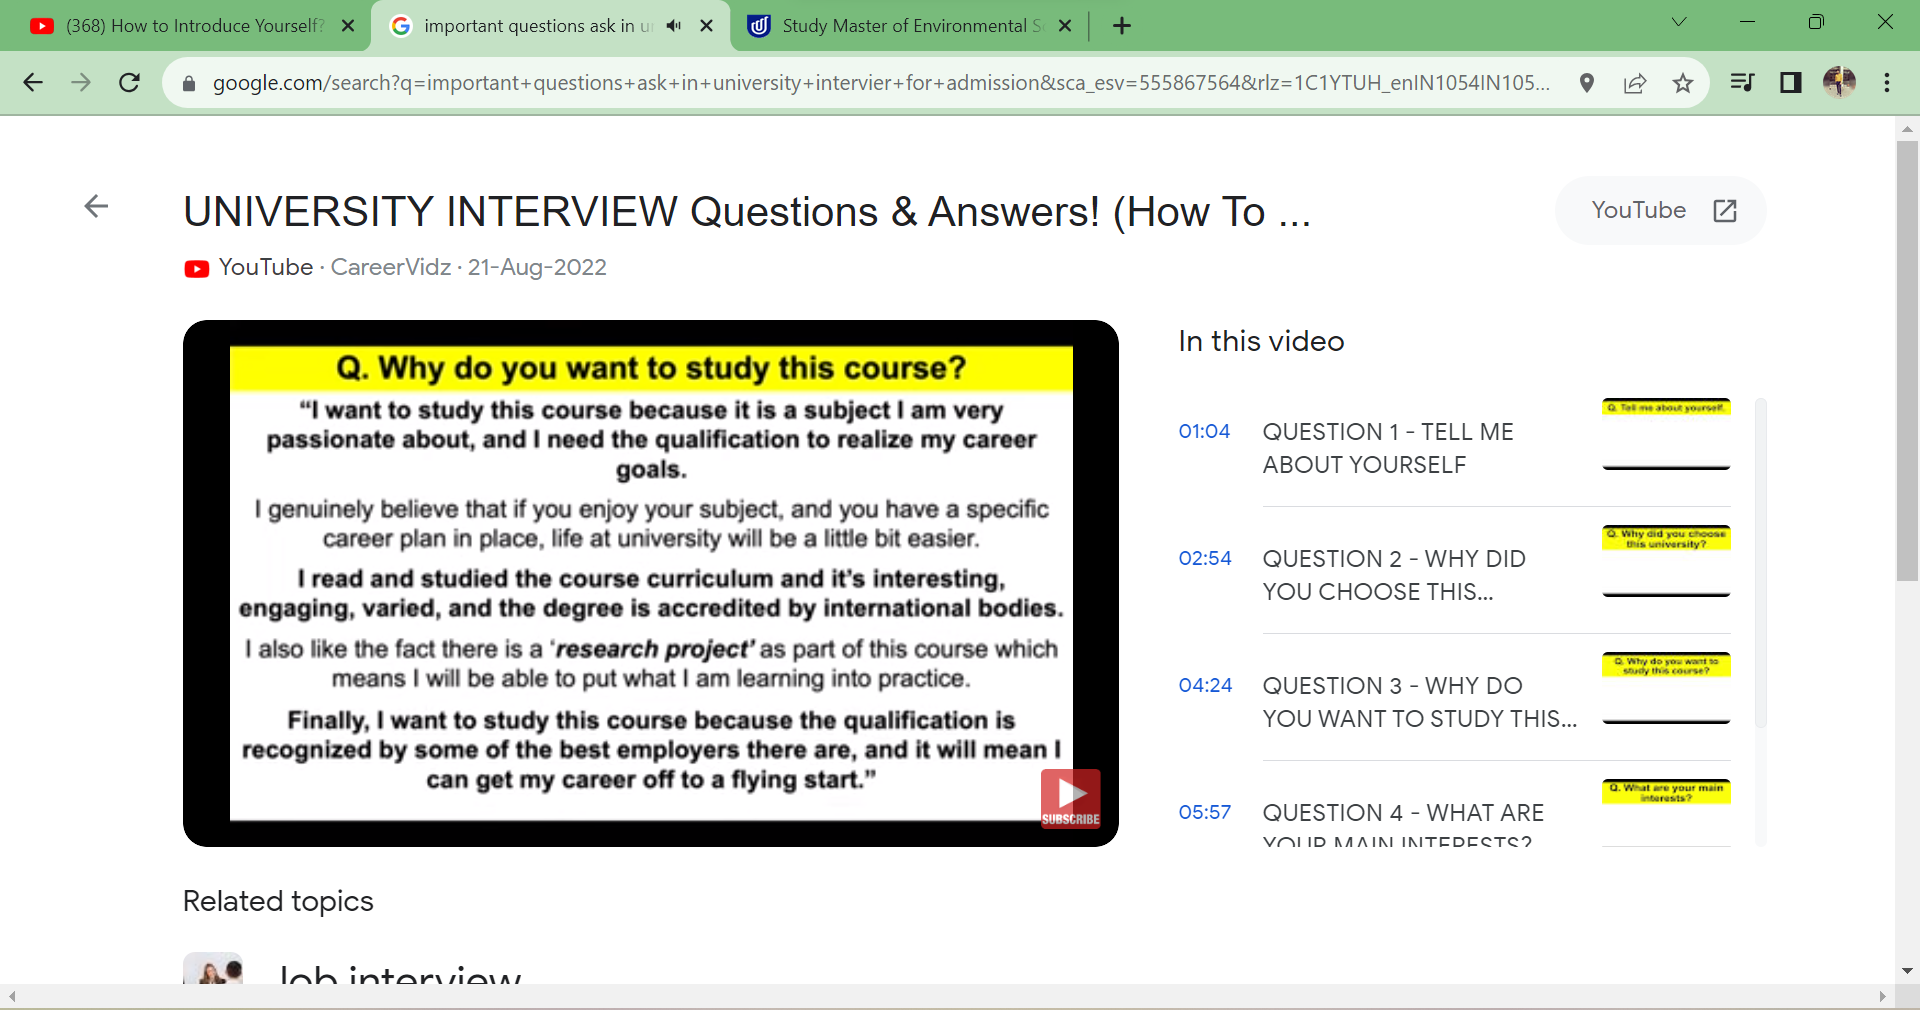 (368) How to Introduce Yourself?
important questions ask in u
Study Master of Environmental S
google.com/search?q=important+questions+ask+in+university+intervier+for+admission&sca_esv=555867564&rlz=1C1YTUH_enIN1054IN105...
UNIVERSITY INTERVIEW Questions & Answers! (How To ...
YouTube
YouTube · CareerVidz · 21-Aug-2022
Q. Why do you want to study this course?
“I want to study this course because it is a subject I am very
passionate about, and I need the qualification to realize my career
goals.
I genuinely believe that if you enjoy your subject, and you have a specific
career plan in place, life at university will be a little bit easier.
I read and studied the course curriculum and it’s interesting,
engaging, varied, and the degree is accredited by international bodies.
I also like the fact there is a ‘research project’ as part of this course which
means I will be able to put what I am learning into practice.
Finally, I want to study this course because the qualification is
recognized by some of the best employers there are, and it will mean I
can get my career off to a flying start.”
SUBSCRIBE
In this video
01:04
QUESTION 1 - TELL ME
ABOUT YOURSELF
Q. Tell me about yourself.
02:54
QUESTION 2 - WHY DID
YOU CHOOSE THIS...
Q. Why did you choose
this university?
04:24
QUESTION 3 - WHY DO
YOU WANT TO STUDY THIS...
Q. Why do you want to
study this course?
05:57
QUESTION 4 - WHAT ARE
YOUR MAIN INTERESTS?
Q. What are your main
interests?
Related topics
Job interview